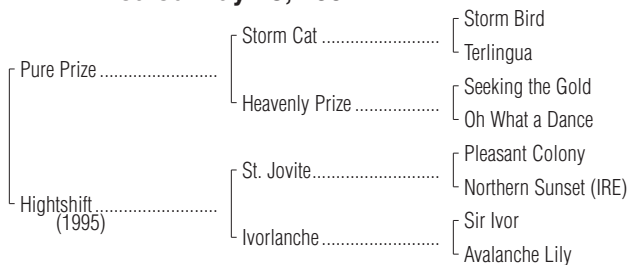 Storm Bird
Storm Cat
Terlingua
Pure Prize
Seeking the Gold
Heavenly Prize
Oh What a Dance
Pleasant Colony
St. Jovite
Northern Sunset (IRE)
Hightshift
(1995)
Sir Ivor
Ivorlanche
Avalanche Lily